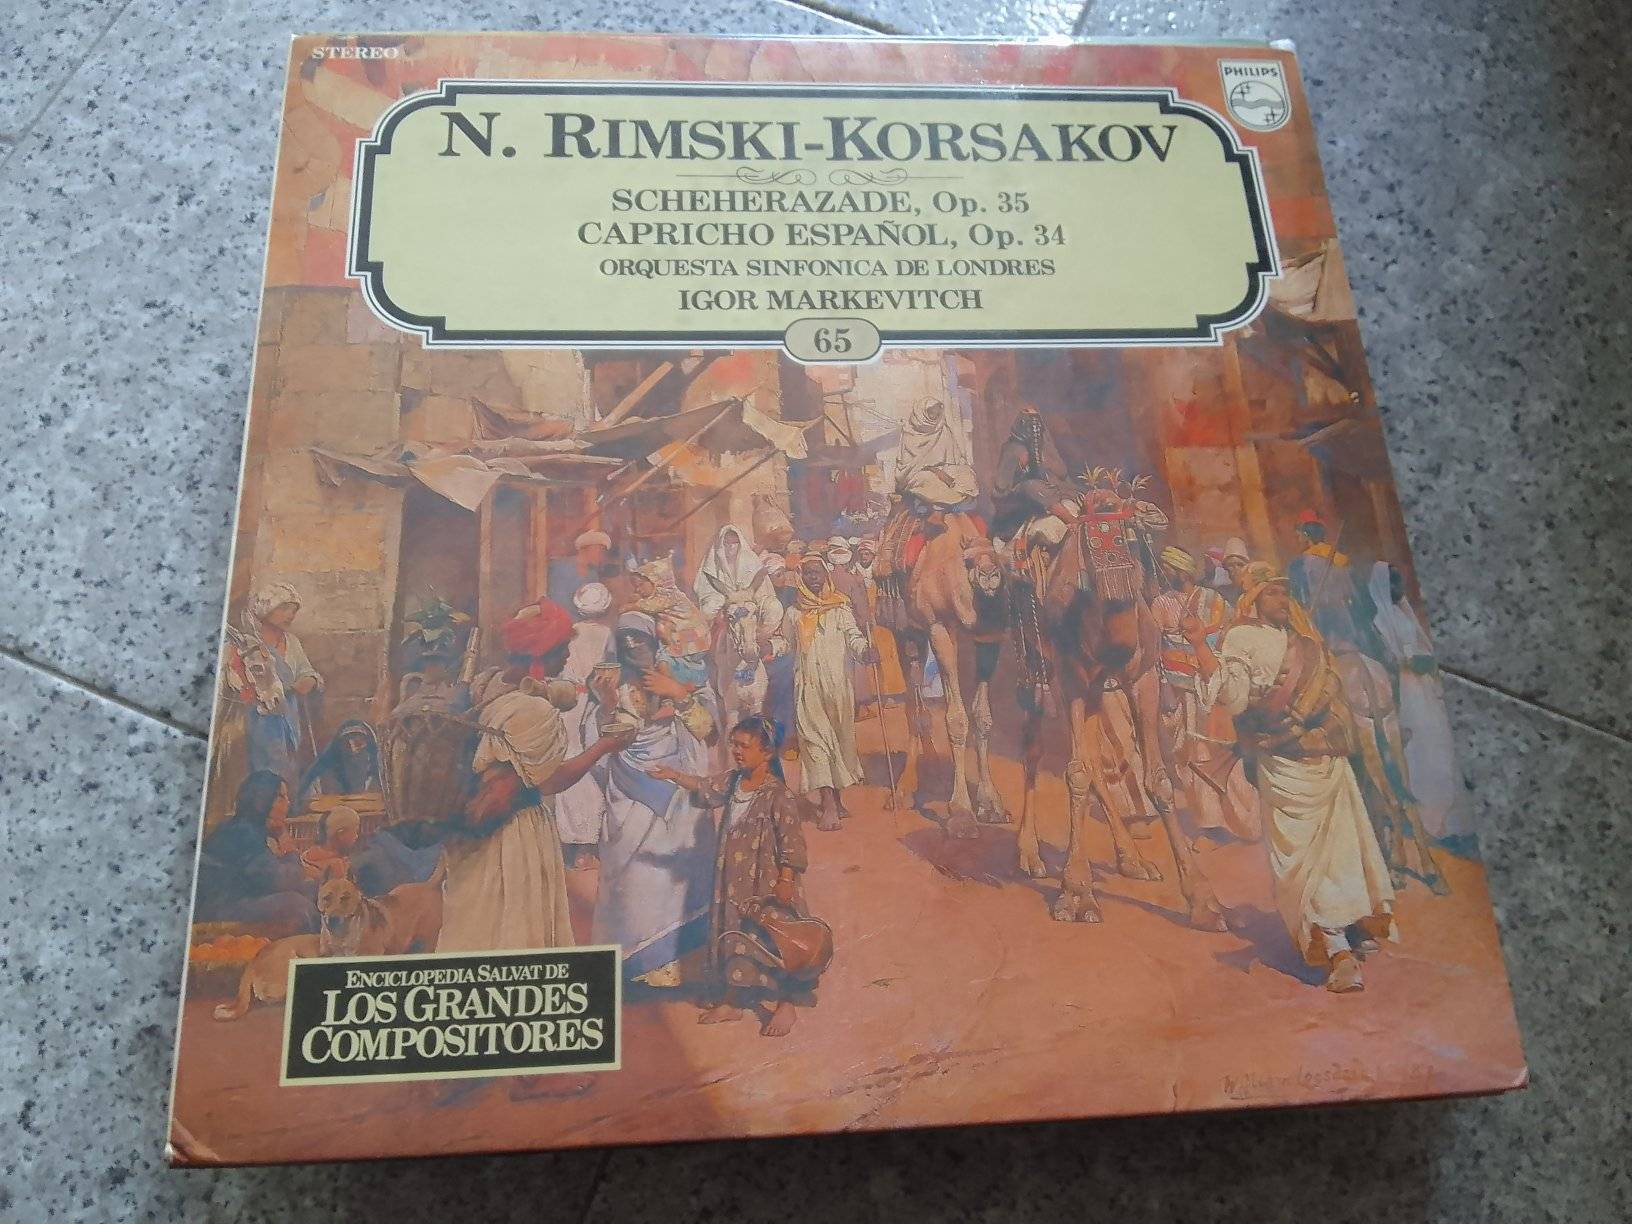 STEREO
PHILIPS
N. RIMSKI-KORSAKOV
SCHEHERAZADE, Op. 35
CAPRICHO ESPAÑOL, Op. 34
ORQUESTA SINFONICA DE LONDRES
IGOR MARKEVITCH
65
ENCICLOPEDIA SALVAT DE
LOS GRANDES
COMPOSITORES